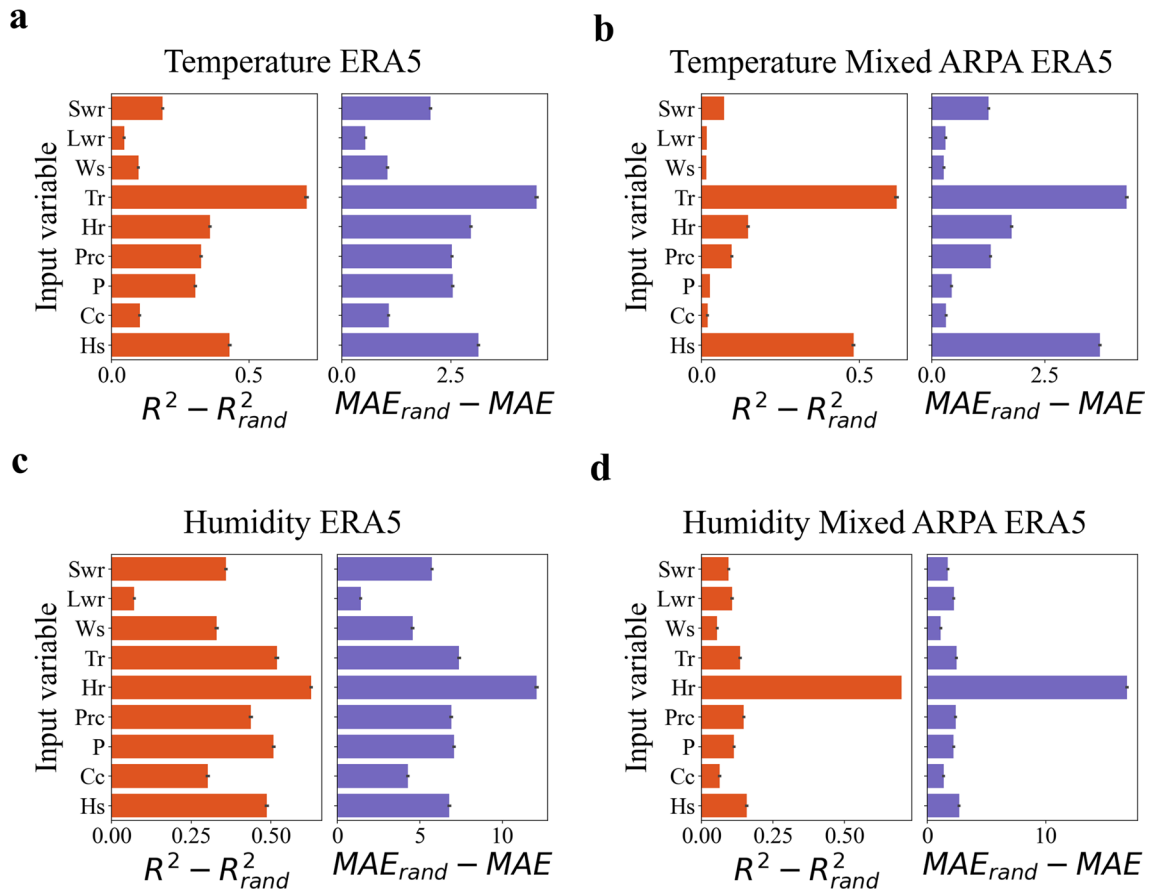 a
Temperature ERA5
Input variable
Swr
Lwr
Ws
Tr
Hr
Prc
P
Cc
Hs
0.0 0.5
R² − R²rand
0.0 2.5
MAErand − MAE
b
Temperature Mixed ARPA ERA5
Input variable
Swr
Lwr
Ws
Tr
Hr
Prc
P
Cc
Hs
0.0 0.5
R² − R²rand
0.0 2.5
MAErand − MAE
c
Humidity ERA5
Input variable
Swr
Lwr
Ws
Tr
Hr
Prc
P
Cc
Hs
0.00 0.25 0.50
R² − R²rand
0 5 10
MAErand − MAE
d
Humidity Mixed ARPA ERA5
Input variable
Swr
Lwr
Ws
Tr
Hr
Prc
P
Cc
Hs
0.00 0.25 0.50
R² − R²rand
0 10
MAErand − MAE